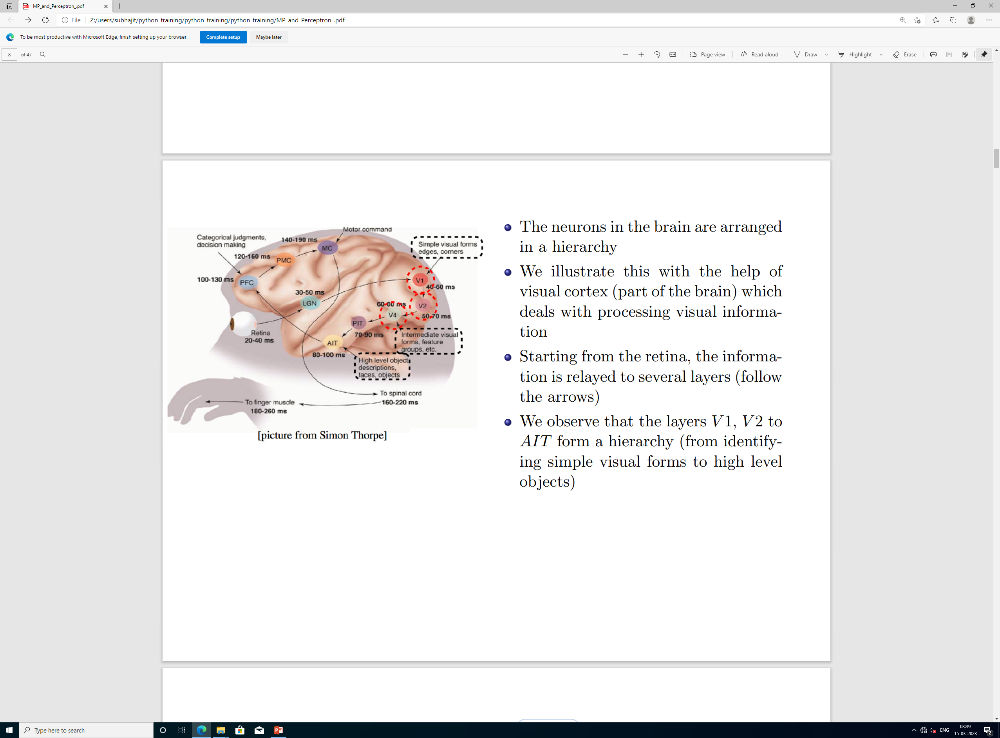 MP_and_Perceptron_.pdf
File
Z:/users/subhajit/python_training/python_training/python_training/MP_and_Perceptron_.pdf
To be most productive with Microsoft Edge, finish setting up your browser.
Complete setup
Maybe later
8
of 47
Page view
Read aloud
Draw
Highlight
Erase
Motor command
Categorical judgments,
decision making
140-190 ms
MC
Simple visual forms
edges, corners
120-160 ms
PMC
100-130 ms
PFC
V1
40-60 ms
30-50 ms
LGN
60-80 ms
V2
V4
50-70 ms
PIT
Retina
20-40 ms
70-90 ms
Intermediate visual
forms, feature
groups, etc.
AIT
80-100 ms
High level object
descriptions,
faces, objects
To spinal cord
160-220 ms
To finger muscle
180-260 ms
[picture from Simon Thorpe]
The neurons in the brain are arranged
in a hierarchy
We illustrate this with the help of
visual cortex (part of the brain) which
deals with processing visual informa-
tion
Starting from the retina, the informa-
tion is relayed to several layers (follow
the arrows)
We observe that the layers V1, V2 to
AIT form a hierarchy (from identify-
ing simple visual forms to high level
objects)
Type here to search
ENG
03:39
15-03-2023
2